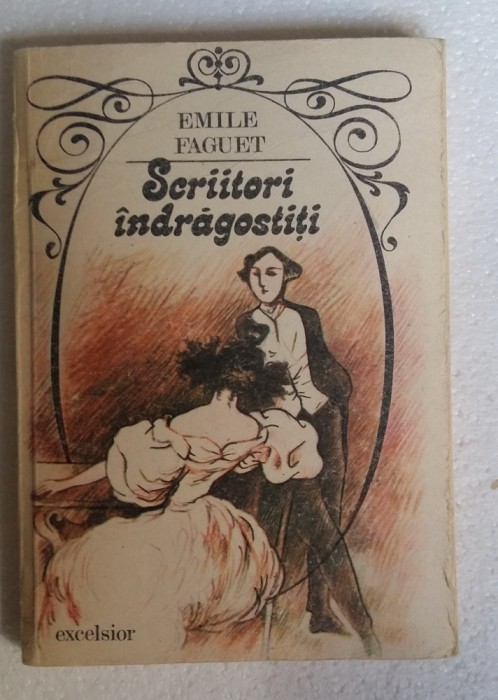 EMILE
FAGUET
Scriitori
îndrăgostiți
excelsior